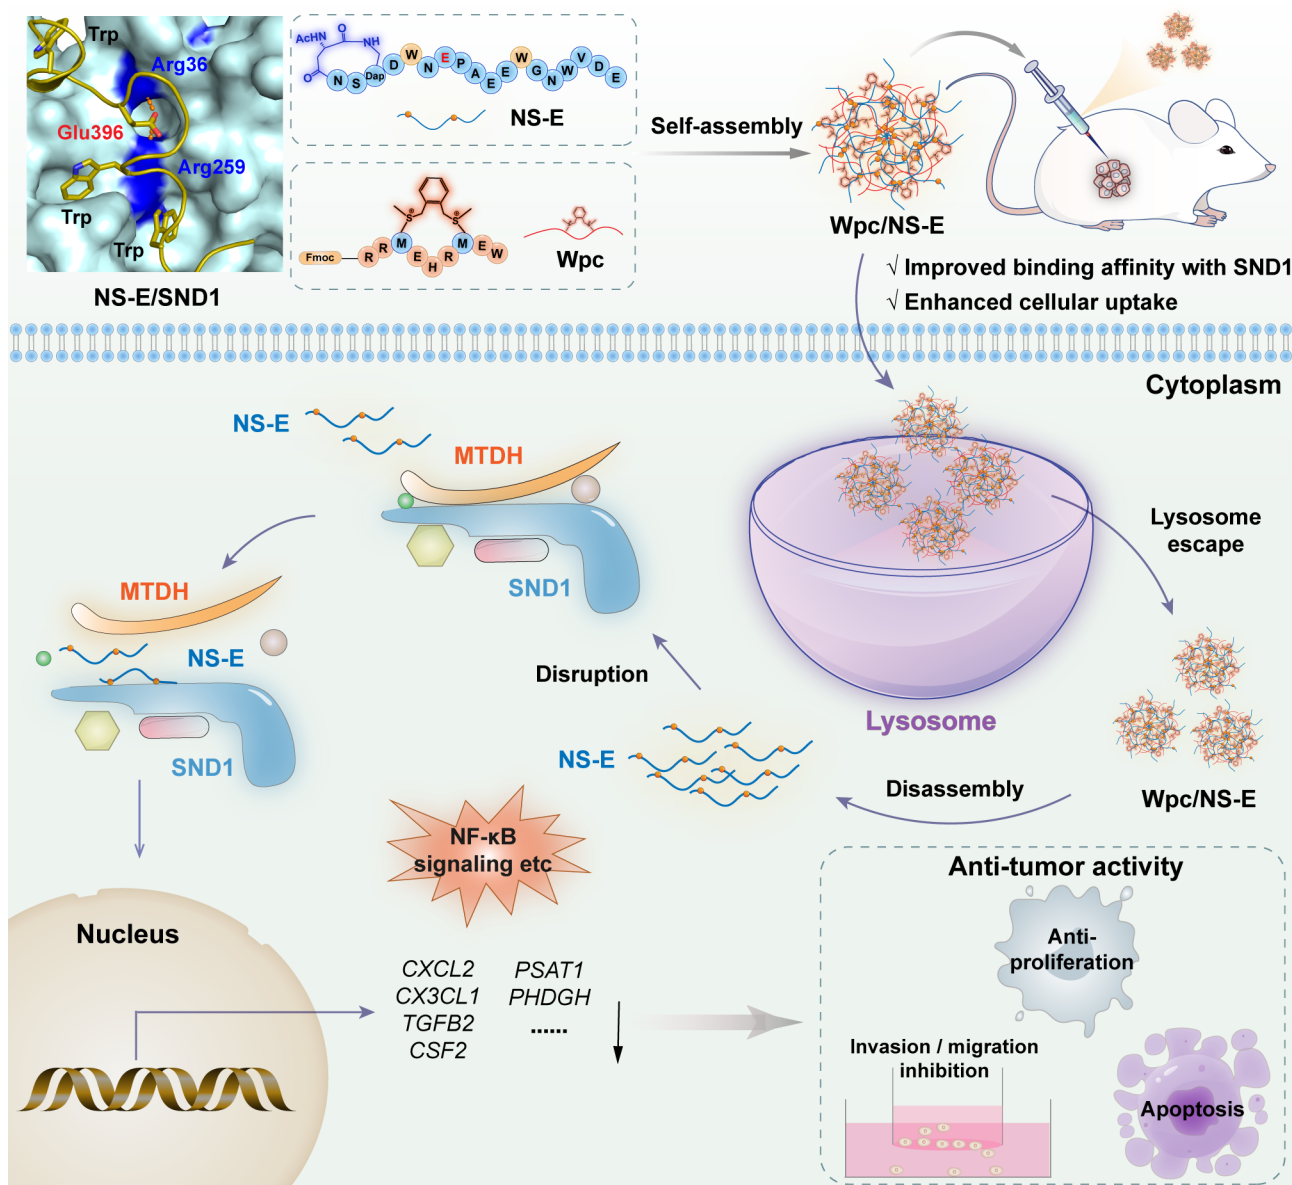 Trp
Arg36
Glu396
Arg259
Trp
Trp
NS-E/SND1
AcHN
O
NH
O
N S Dap D W N E P A E E W G N W V D E
NS-E
S⊕
S⊕
Fmoc R R M E H R M E W
Wpc
Self-assembly
Wpc/NS-E
√ Improved binding affinity with SND1
√ Enhanced cellular uptake
Cytoplasm
NS-E
MTDH
SND1
Lysosome
escape
MTDH
NS-E
SND1
Disruption
Lysosome
NS-E
Disassembly
Wpc/NS-E
NF-κB
signaling etc
Nucleus
CXCL2
CX3CL1
TGFB2
CSF2
PSAT1
PHDGH
......
Anti-tumor activity
Anti-
proliferation
Invasion / migration
inhibition
Apoptosis